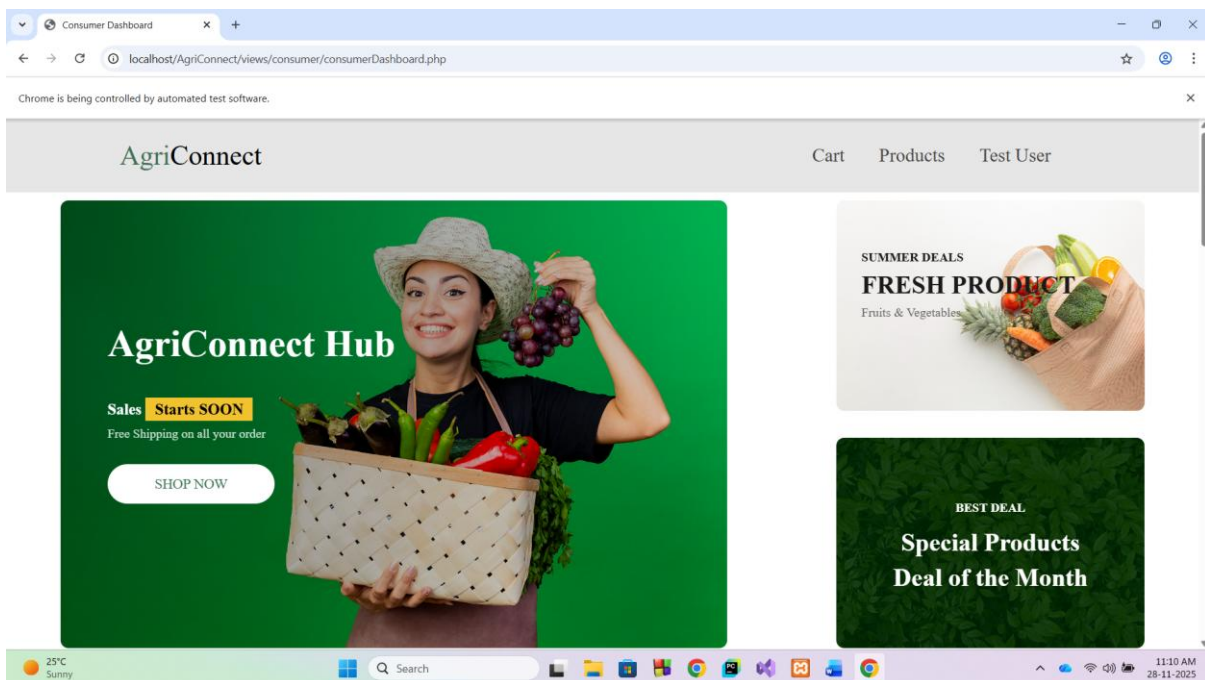 Consumer Dashboard
localhost/AgriConnect/views/consumer/consumerDashboard.php
Chrome is being controlled by automated test software.
AgriConnect
Cart Products Test User
AgriConnect Hub
Sales Starts SOON
Free Shipping on all your order
SHOP NOW
SUMMER DEALS
FRESH PRODUCT
Fruits & Vegetables
BEST DEAL
Special Products
Deal of the Month
25°C
Sunny
Search
PC
11:10 AM
28-11-2025